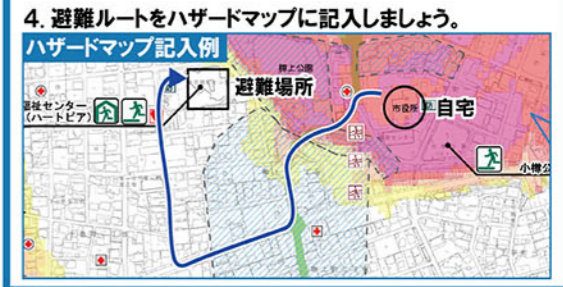 4. 避難ルートをハザードマップに記入しましょう。
ハザードマップ記入例
避難場所
福祉センター
(ハートピア)
市役所
自宅
小樽公